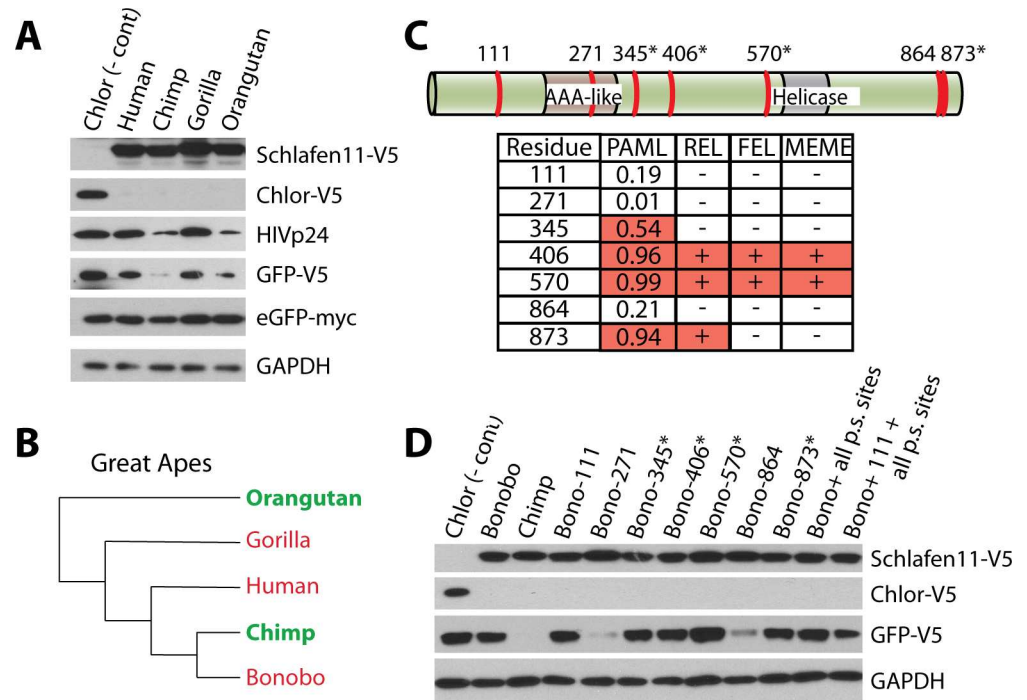 A
Chlor (- cont)
Human
Chimp
Gorilla
Orangutan
Schlafen11-V5
Chlor-V5
HIVp24
GFP-V5
eGFP-myc
GAPDH
B
Great Apes
Orangutan
Gorilla
Human
Chimp
Bonobo
C
111 271 345* 406* 570* 864 873*
AAA-like Helicase
Residue PAML REL FEL MEME
111 0.19 - - -
271 0.01 - - -
345 0.54 - - -
406 0.96 + + +
570 0.99 + + +
864 0.21 - - -
873 0.94 + - -
D
Chlor (- cont)
Bonobo
Chimp
Bono-111
Bono-271
Bono-345*
Bono-406*
Bono-570*
Bono-864
Bono-873*
Bono+ all p.s. sites
Bono+ 111 +
all p.s. sites
Schlafen11-V5
Chlor-V5
GFP-V5
GAPDH